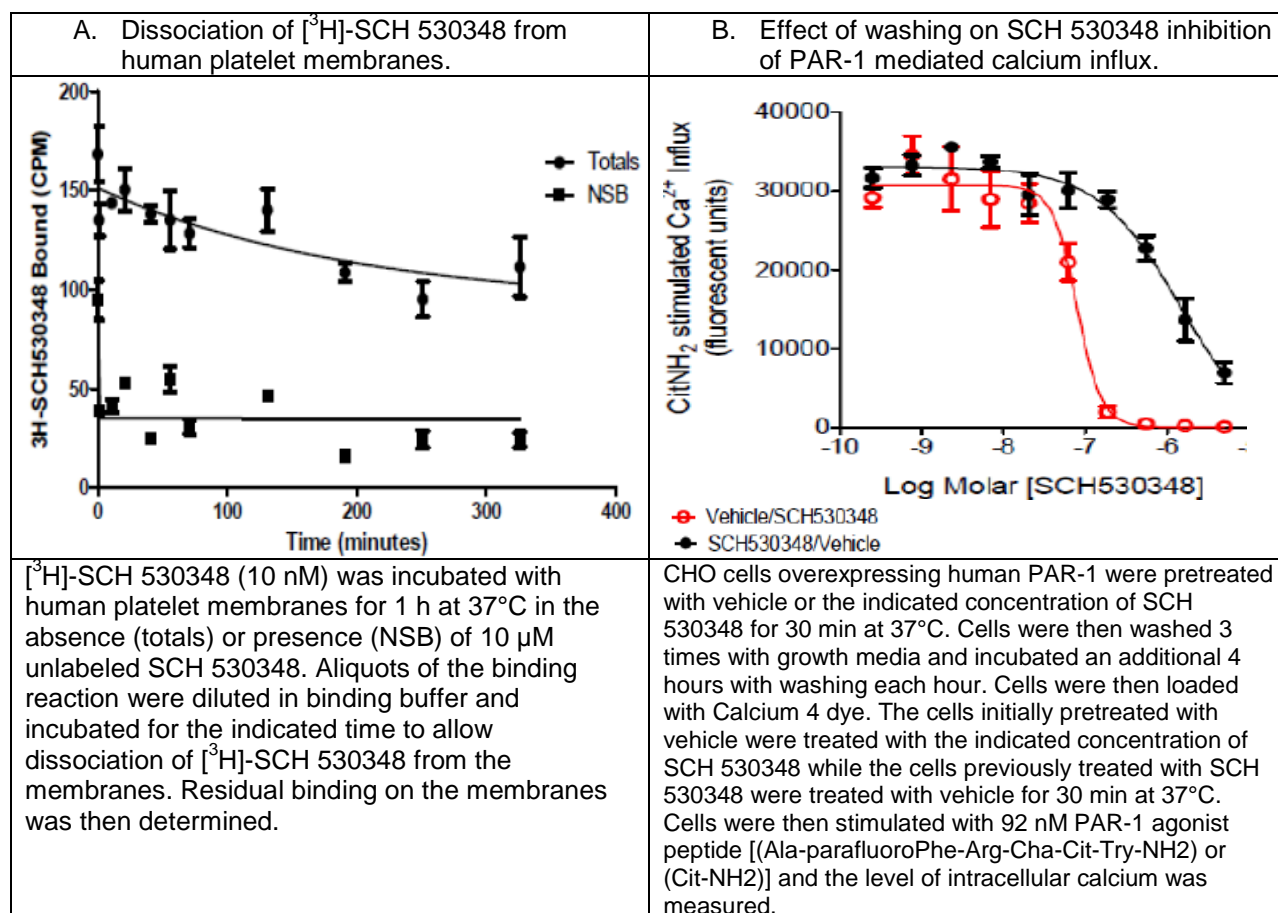 A. Dissociation of [³H]-SCH 530348 from
human platelet membranes.
B. Effect of washing on SCH 530348 inhibition
of PAR-1 mediated calcium influx.
200
150
100
50
0
3H-SCH530348 Bound (CPM)
Totals
NSB
0
100
200
300
400
Time (minutes)
40000
30000
20000
10000
0
CitNH₂ stimulated Ca²⁺ Influx
(fluorescent units)
-10
-9
-8
-7
-6
Log Molar [SCH530348]
Vehicle/SCH530348
SCH530348/Vehicle
[³H]-SCH 530348 (10 nM) was incubated with
human platelet membranes for 1 h at 37°C in the
absence (totals) or presence (NSB) of 10 µM
unlabeled SCH 530348. Aliquots of the binding
reaction were diluted in binding buffer and
incubated for the indicated time to allow
dissociation of [³H]-SCH 530348 from the
membranes. Residual binding on the membranes
was then determined.
CHO cells overexpressing human PAR-1 were pretreated
with vehicle or the indicated concentration of SCH
530348 for 30 min at 37°C. Cells were then washed 3
times with growth media and incubated an additional 4
hours with washing each hour. Cells were then loaded
with Calcium 4 dye. The cells initially pretreated with
vehicle were treated with the indicated concentration of
SCH 530348 while the cells previously treated with SCH
530348 were treated with vehicle for 30 min at 37°C.
Cells were then stimulated with 92 nM PAR-1 agonist
peptide [(Ala-parafluoroPhe-Arg-Cha-Cit-Try-NH2) or
(Cit-NH2)] and the level of intracellular calcium was
measured.